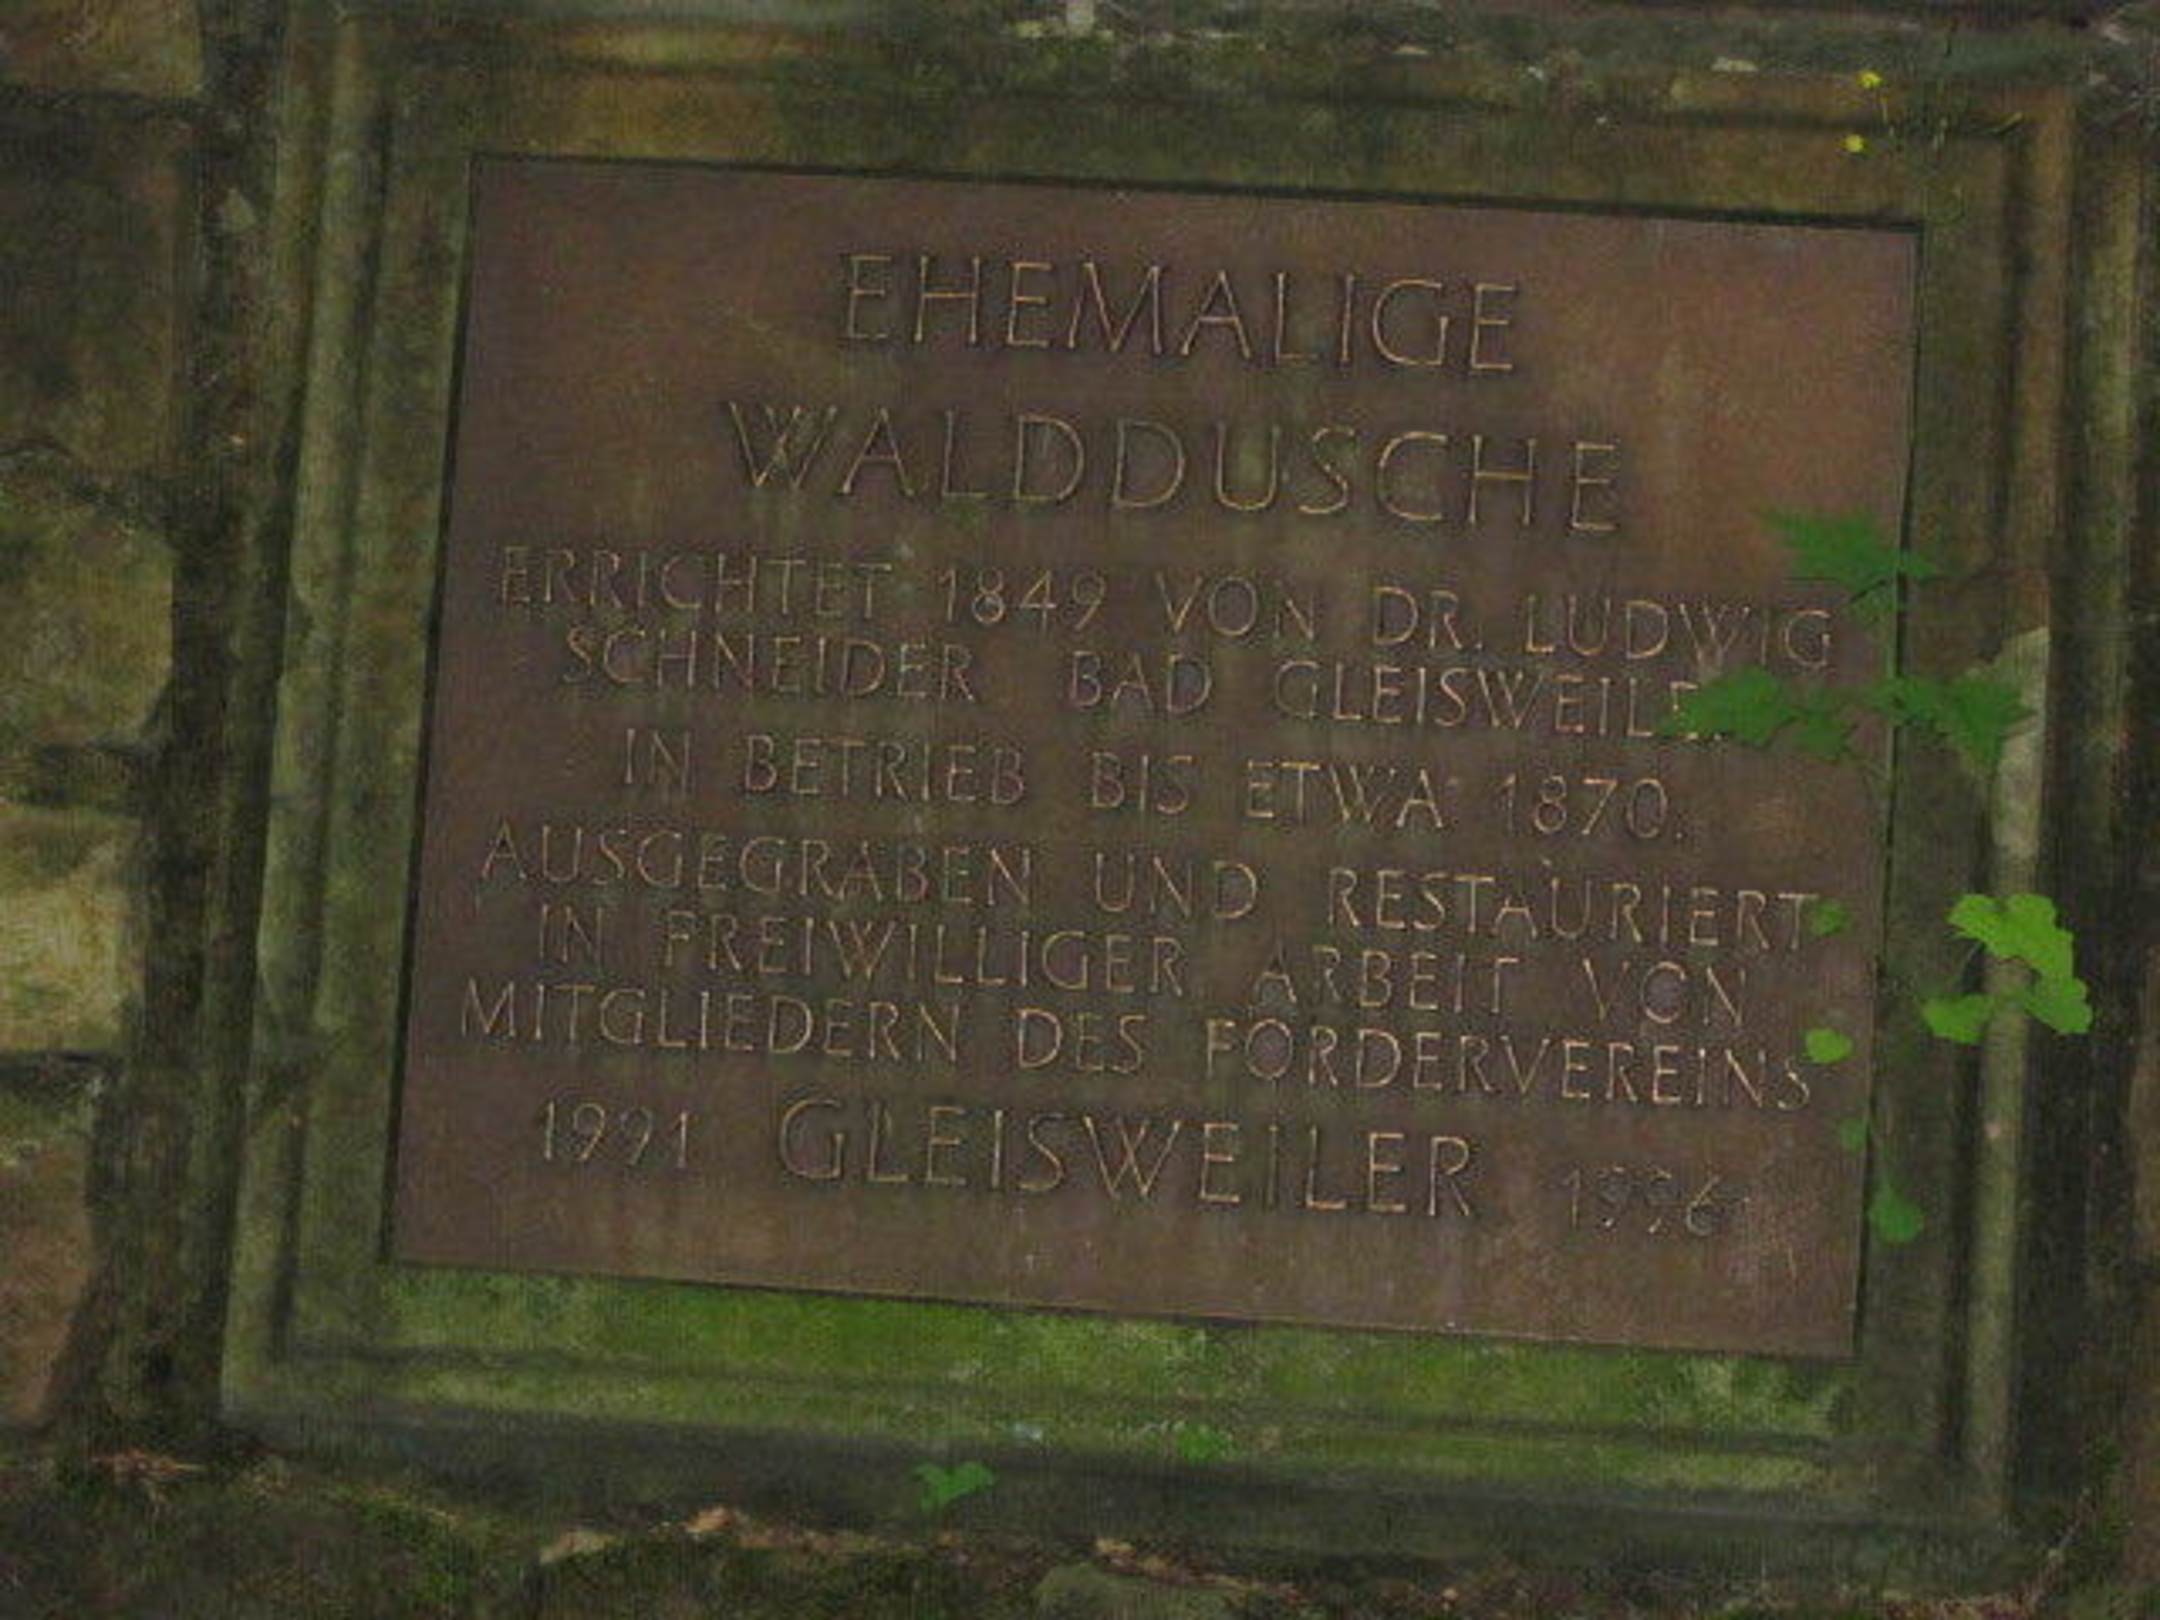 EHEMALIGE
WALDDUSCHE
ERRICHTET 1849 VON DR. LUDWIG
SCHNEIDER BAD GLEISWEILER
IN BETRIEB BIS ETWA 1870.
AUSGEGRABEN UND RESTAURIERT
IN FREIWILLIGER ARBEIT VON
MITGLIEDERN DES FÖRDERVEREINS
1991 GLEISWEILER 1996